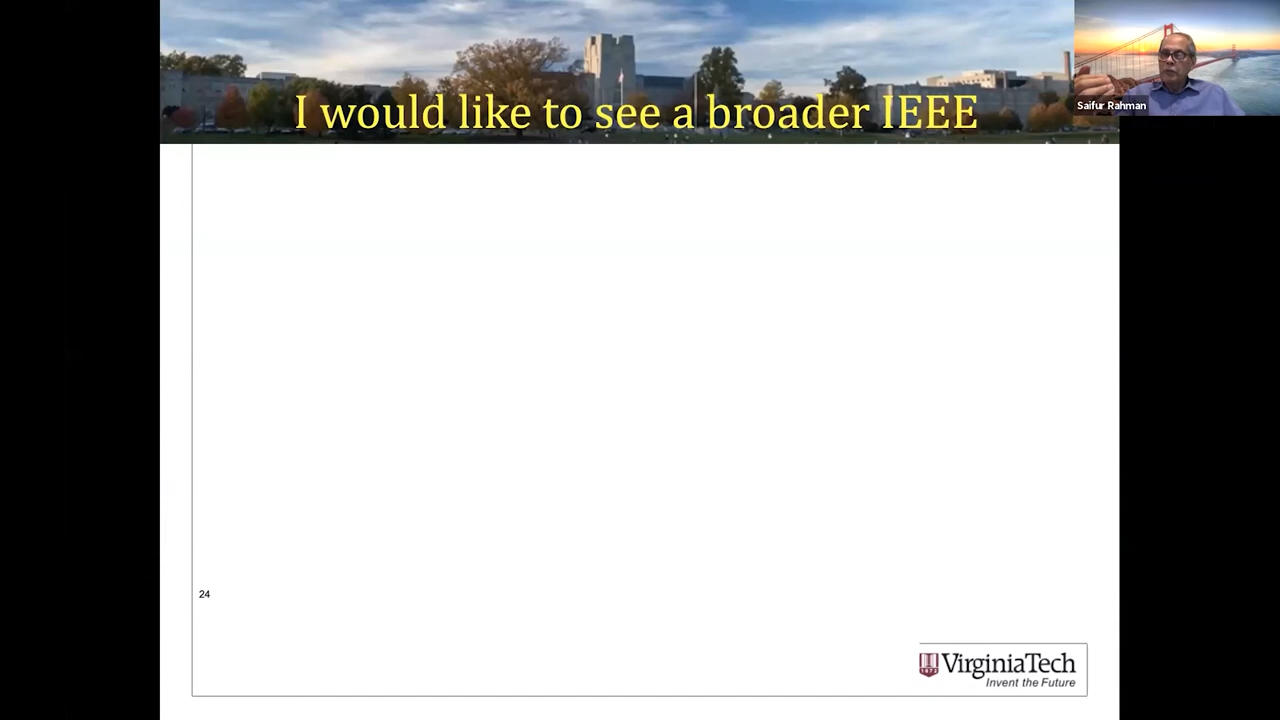 I would like to see a broader IEEE
Saifur Rahman
24
VirginiaTech
Invent the Future